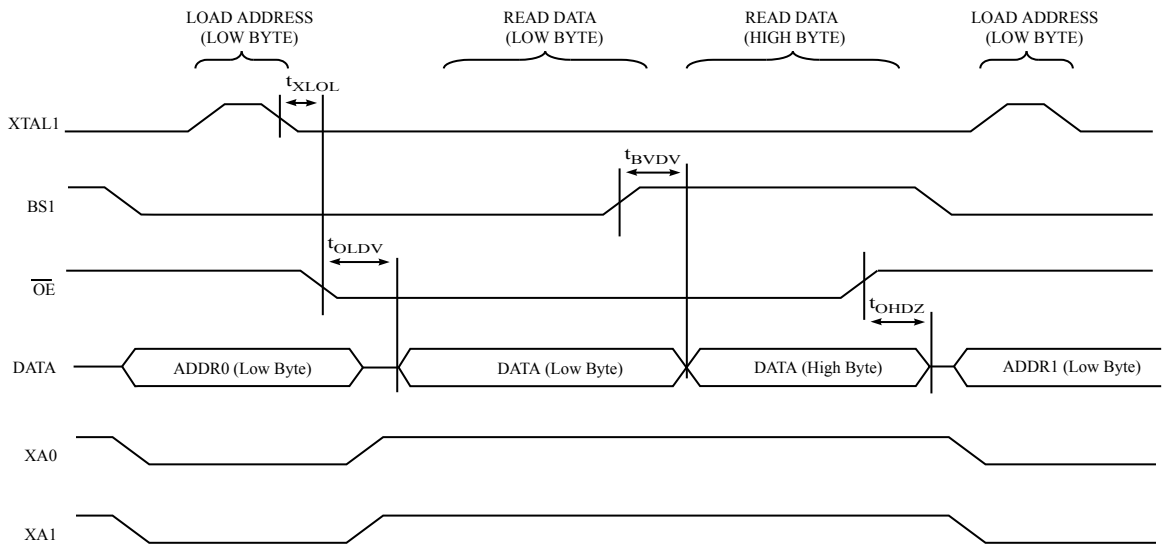 LOAD ADDRESS
(LOW BYTE)
READ DATA
(LOW BYTE)
READ DATA
(HIGH BYTE)
LOAD ADDRESS
(LOW BYTE)
tXLOL
XTAL1
tBVDV
BS1
tOLDV
OE
tOHDZ
DATA
ADDR0 (Low Byte)
DATA (Low Byte)
DATA (High Byte)
ADDR1 (Low Byte)
XA0
XA1